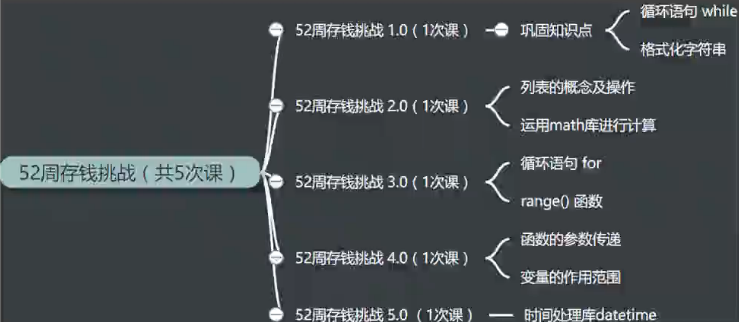 52周存钱挑战（共5次课）
52周存钱挑战 1.0（1次课）
巩固知识点
循环语句 while
格式化字符串
52周存钱挑战 2.0（1次课）
列表的概念及操作
运用math库进行计算
52周存钱挑战 3.0（1次课）
循环语句 for
range() 函数
52周存钱挑战 4.0（1次课）
函数的参数传递
变量的作用范围
52周存钱挑战 5.0 （1次课）
时间处理库datetime